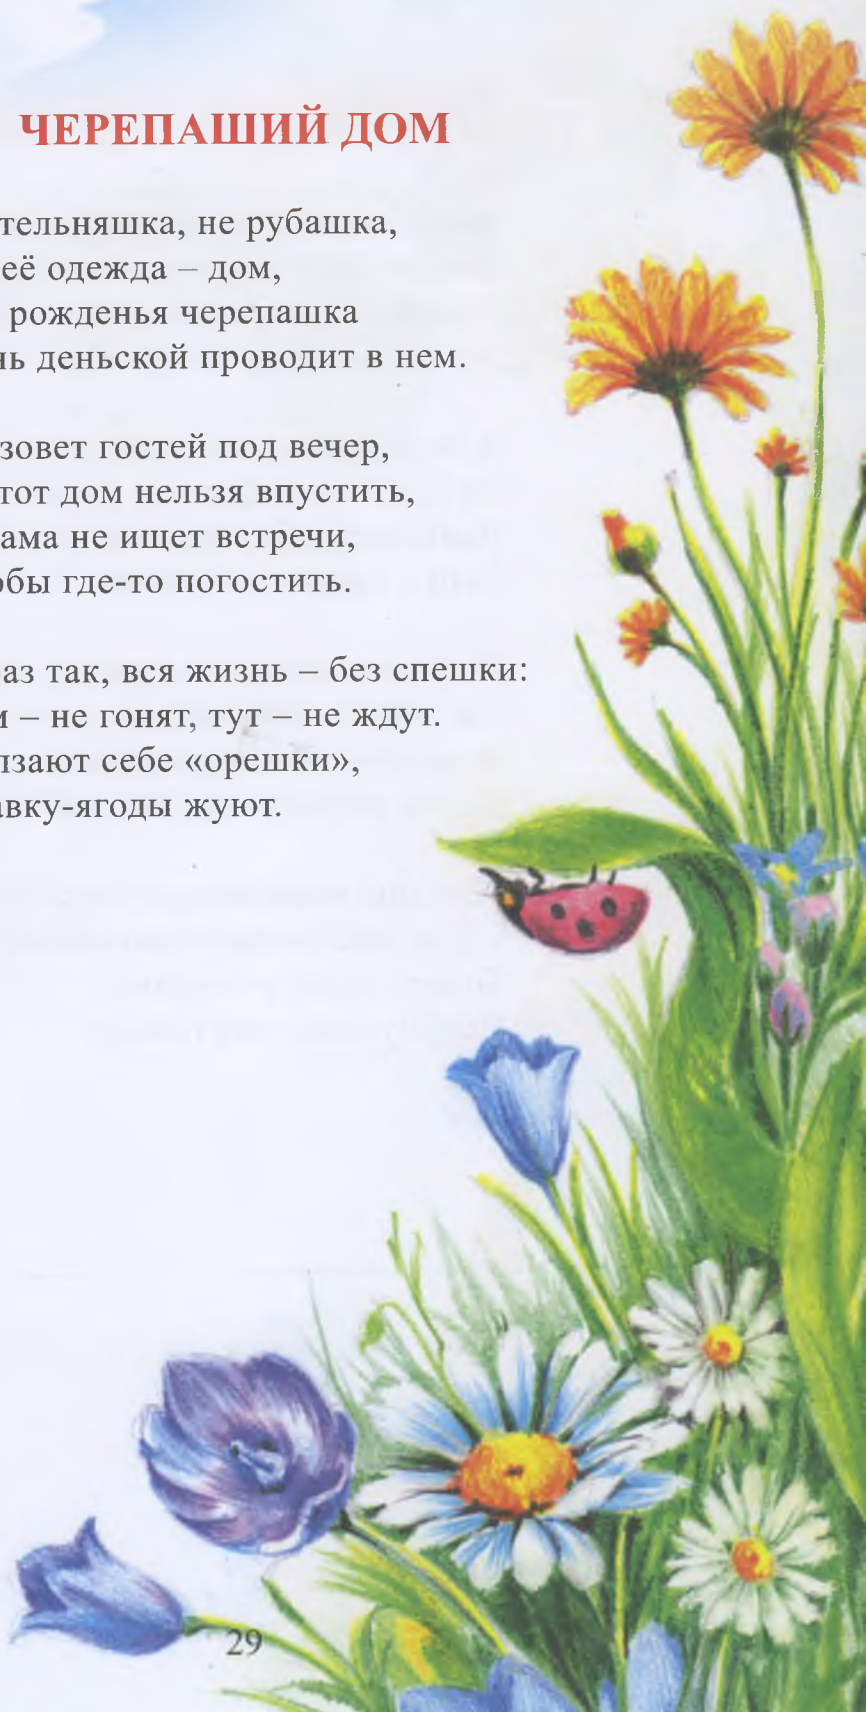 ЧЕРЕПАШИЙ ДОМ
тельняшка, не рубашка,
её одежда – дом,
рожденья черепашка
нь деньской проводит в нем.
зовет гостей под вечер,
тот дом нельзя впустить,
ама не ищет встречи,
обы где-то погостить.
аз так, вся жизнь – без спешки:
– не гонят, тут – не ждут.
лзают себе «орешки»,
авку-ягоды жуют.
29